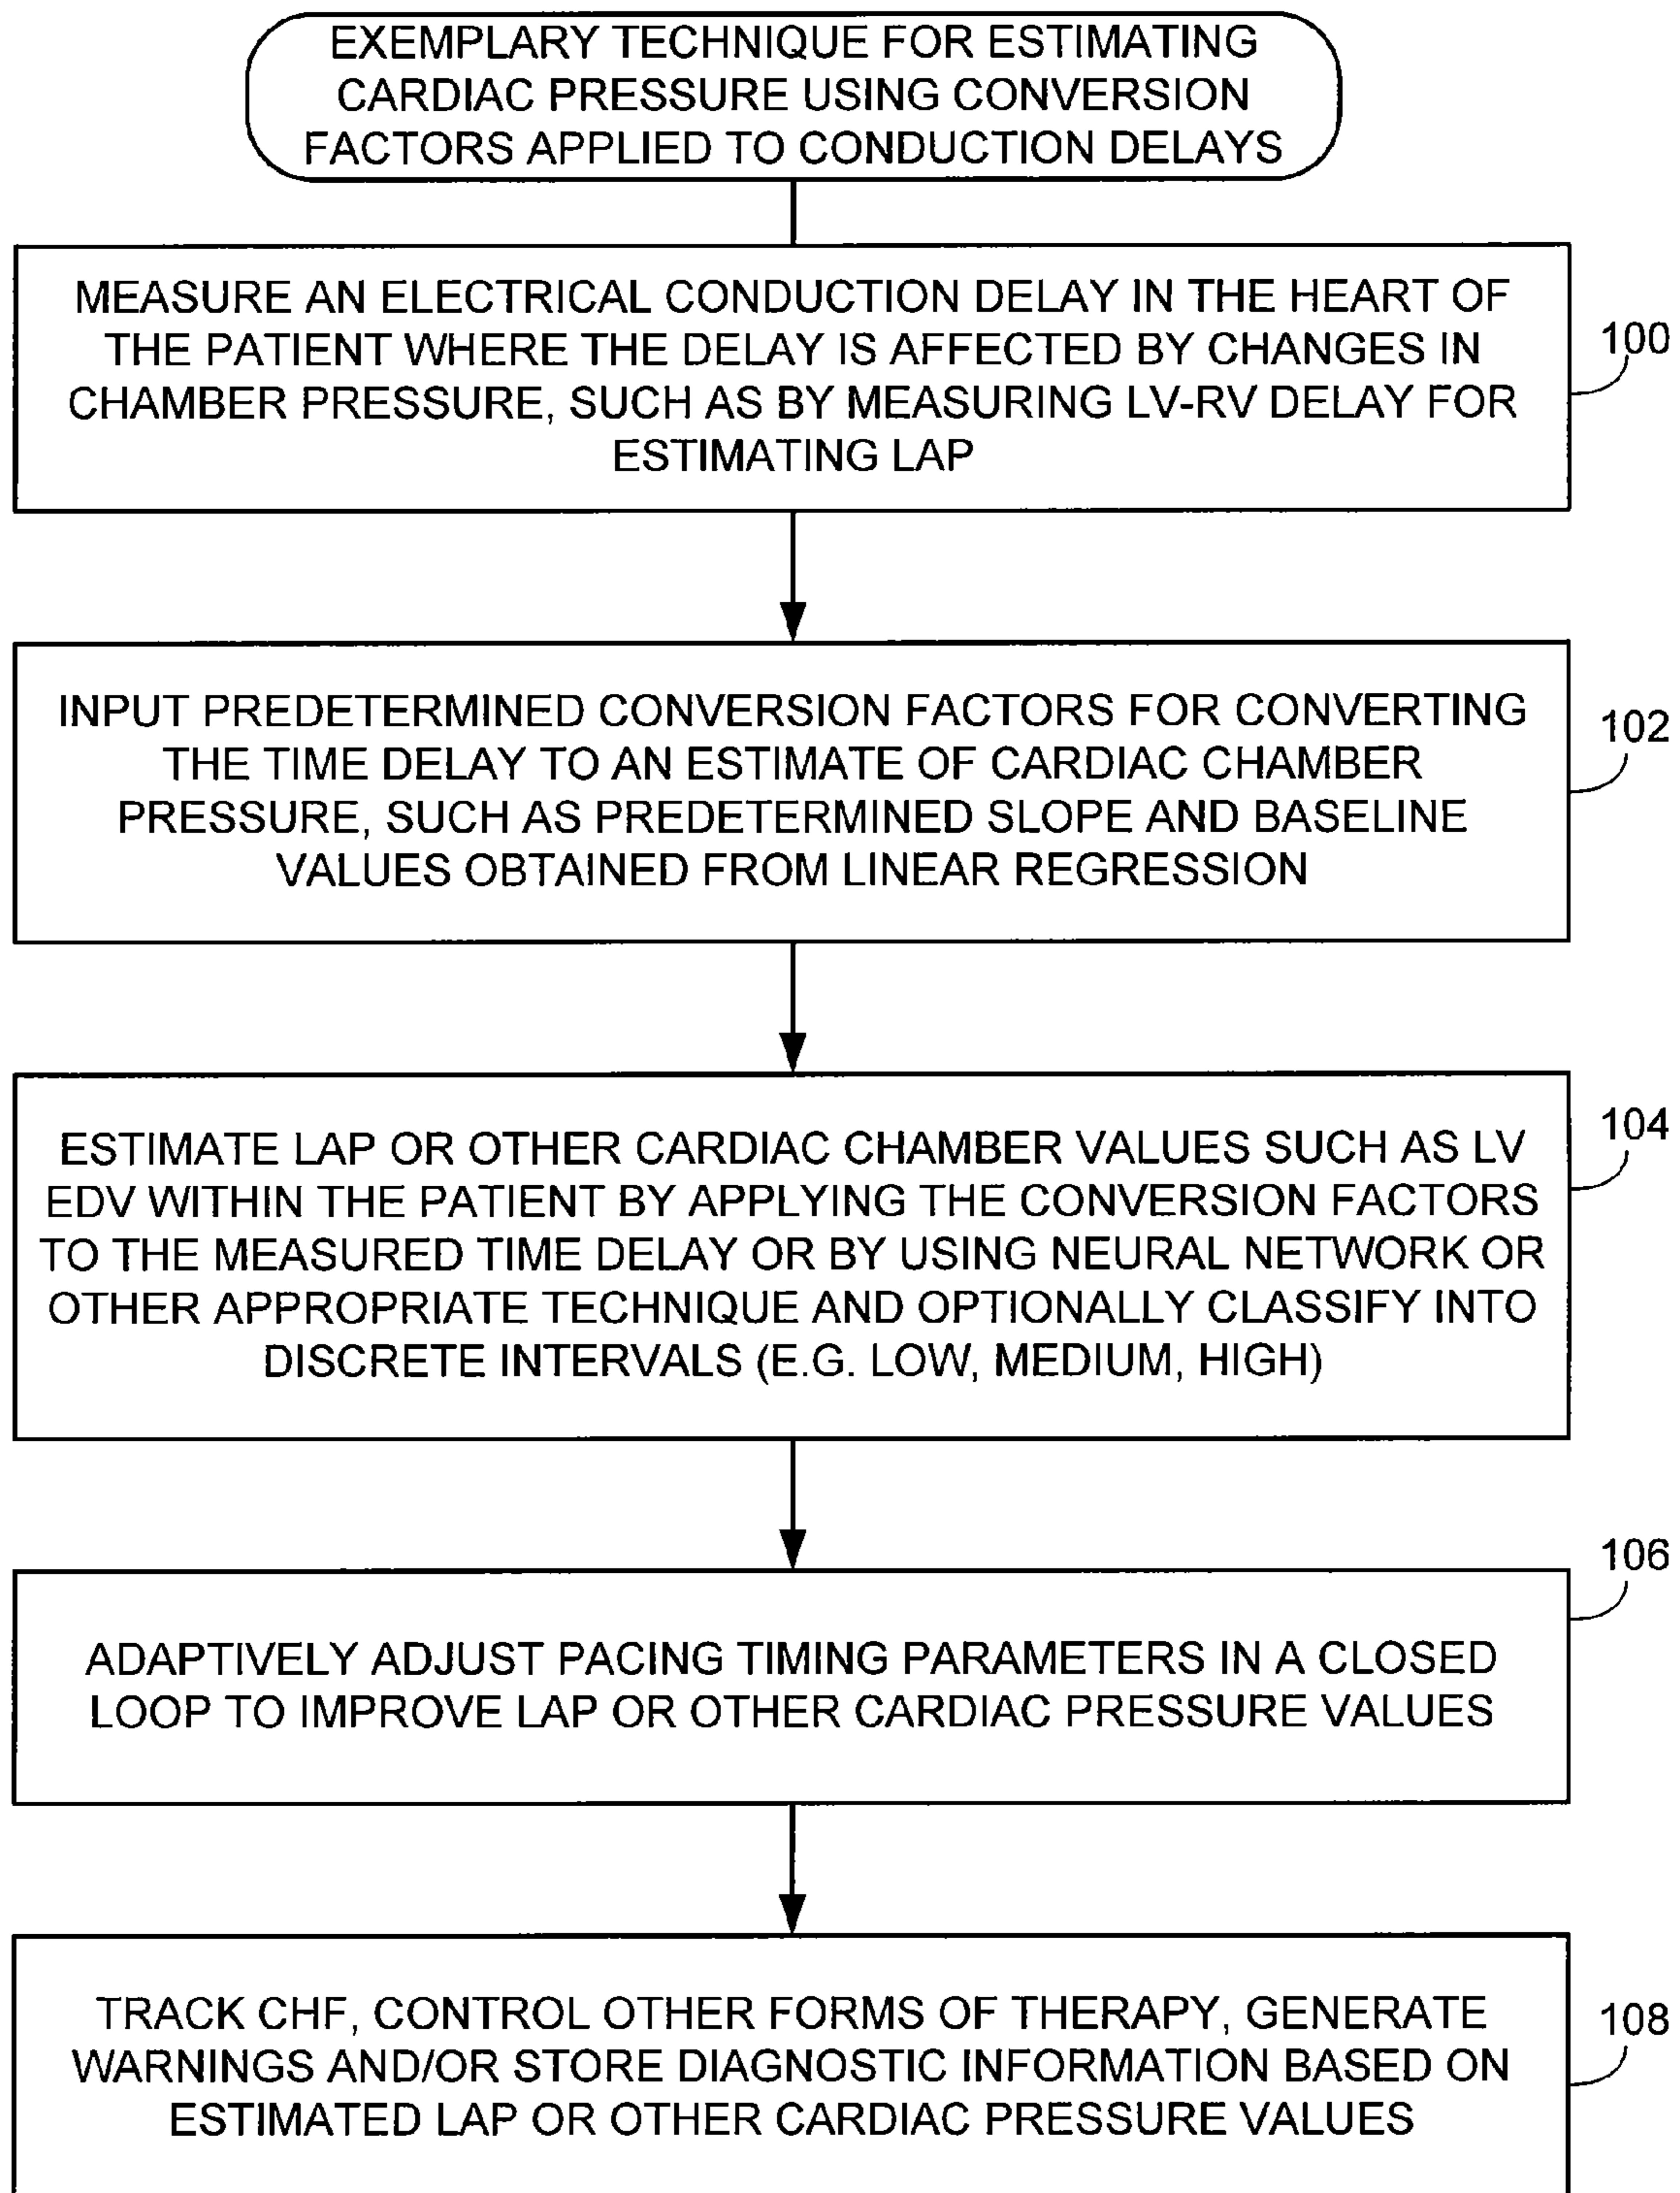 EXEMPLARY TECHNIQUE FOR ESTIMATING
CARDIAC PRESSURE USING CONVERSION
FACTORS APPLIED TO CONDUCTION DELAYS
MEASURE AN ELECTRICAL CONDUCTION DELAY IN THE HEART OF
THE PATIENT WHERE THE DELAY IS AFFECTED BY CHANGES IN
CHAMBER PRESSURE, SUCH AS BY MEASURING LV-RV DELAY FOR
ESTIMATING LAP
100
INPUT PREDETERMINED CONVERSION FACTORS FOR CONVERTING
THE TIME DELAY TO AN ESTIMATE OF CARDIAC CHAMBER
PRESSURE, SUCH AS PREDETERMINED SLOPE AND BASELINE
VALUES OBTAINED FROM LINEAR REGRESSION
102
ESTIMATE LAP OR OTHER CARDIAC CHAMBER VALUES SUCH AS LV
EDV WITHIN THE PATIENT BY APPLYING THE CONVERSION FACTORS
TO THE MEASURED TIME DELAY OR BY USING NEURAL NETWORK OR
OTHER APPROPRIATE TECHNIQUE AND OPTIONALLY CLASSIFY INTO
DISCRETE INTERVALS (E.G. LOW, MEDIUM, HIGH)
104
ADAPTIVELY ADJUST PACING TIMING PARAMETERS IN A CLOSED
LOOP TO IMPROVE LAP OR OTHER CARDIAC PRESSURE VALUES
106
TRACK CHF, CONTROL OTHER FORMS OF THERAPY, GENERATE
WARNINGS AND/OR STORE DIAGNOSTIC INFORMATION BASED ON
ESTIMATED LAP OR OTHER CARDIAC PRESSURE VALUES
108